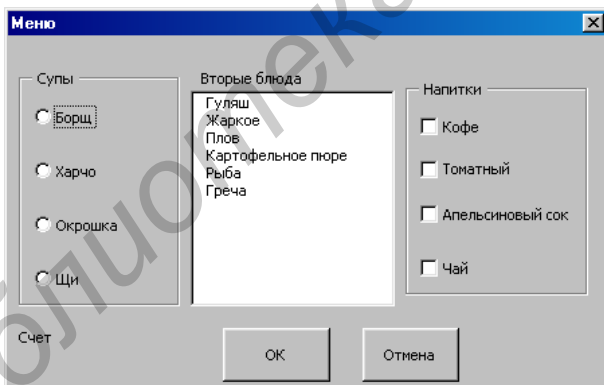 Меню
Супы
Борщ
Харчо
Окрошка
Щи
Вторые блюда
Гуляш
Жаркое
Плов
Картофельное пюре
Рыба
Греча
Напитки
Кофе
Томатный
Апельсиновый сок
Чай
Счет
ОК
Отмена